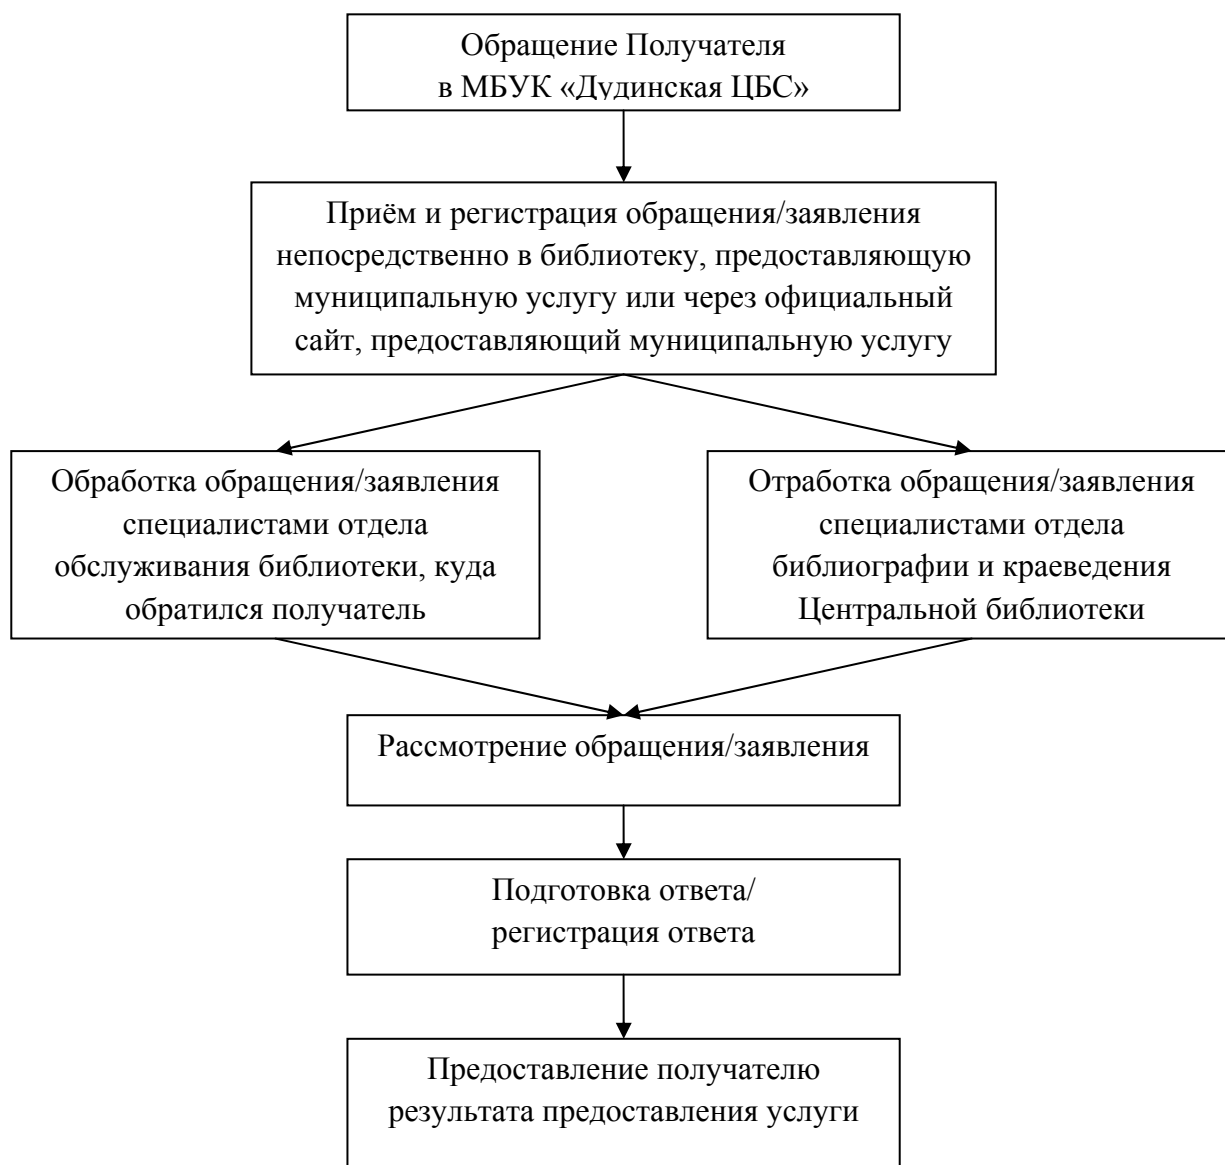 Обращение Получателя
в МБУК «Дудинская ЦБС»
Приём и регистрация обращения/заявления
непосредственно в библиотеку, предоставляющую
муниципальную услугу или через официальный
сайт, предоставляющий муниципальную услугу
Обработка обращения/заявления
специалистами отдела
обслуживания библиотеки, куда
обратился получатель
Отработка обращения/заявления
специалистами отдела
библиографии и краеведения
Центральной библиотеки
Рассмотрение обращения/заявления
Подготовка ответа/
регистрация ответа
Предоставление получателю
результата предоставления услуги